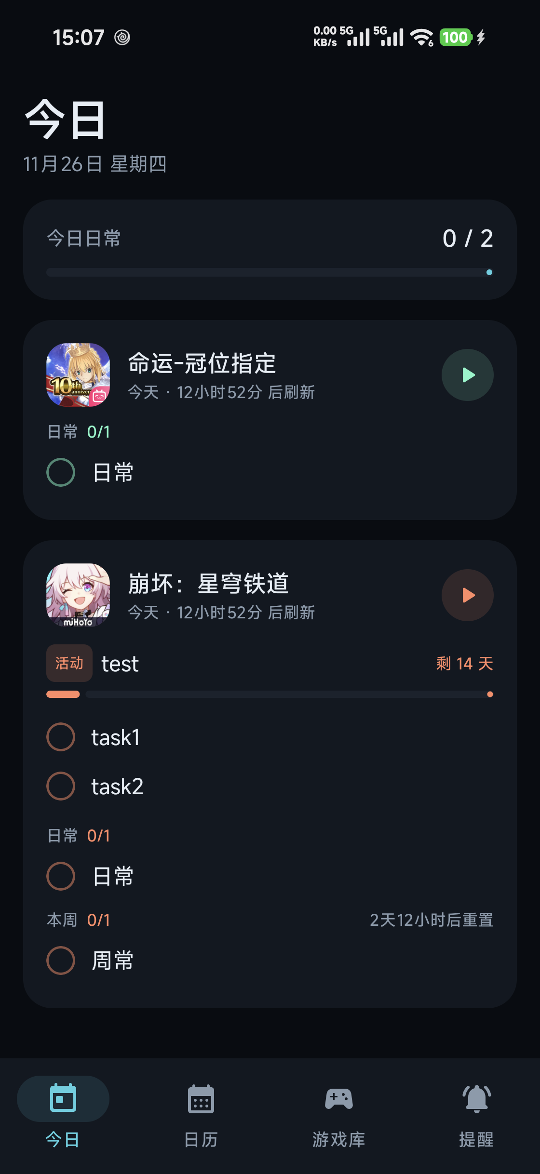 15:07
0.00 KB/s 5G 5G 6 100
今日
11月26日 星期四
今日日常 0 / 2
命运-冠位指定
今天 · 12小时52分 后刷新
10th
日常 0/1
日常
崩坏：星穹铁道
今天 · 12小时52分 后刷新
miHoYo
活动 test 剩 14 天
task1
task2
日常 0/1
日常
本周 0/1 2天12小时后重置
周常
今日 日历 游戏库 提醒